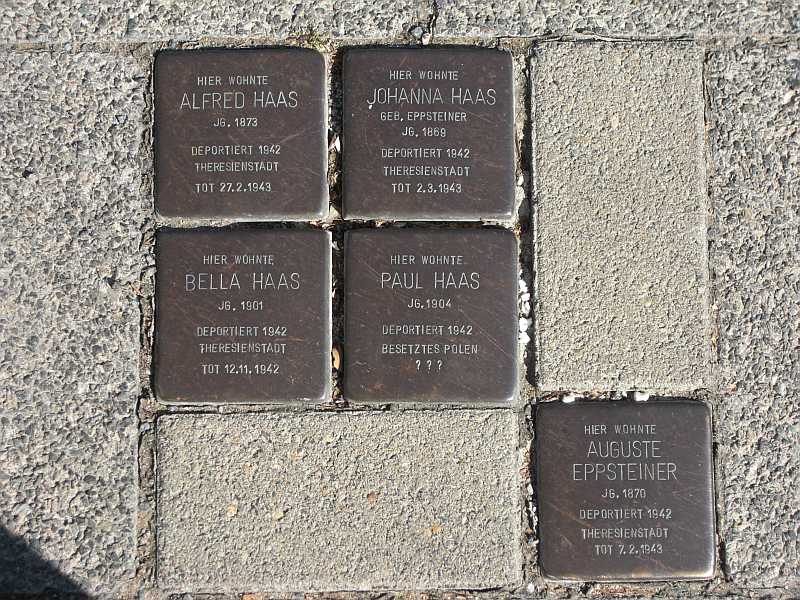 HIER WOHNTE
ALFRED HAAS
JG. 1873
DEPORTIERT 1942
THERESIENSTADT
TOT 27.2.1943
HIER WOHNTE
JOHANNA HAAS
GEB. EPPSTEINER
JG. 1869
DEPORTIERT 1942
THERESIENSTADT
TOT 2.3.1943
HIER WOHNTE
BELLA HAAS
JG. 1901
DEPORTIERT 1942
THERESIENSTADT
TOT 12.11.1942
HIER WOHNTE
PAUL HAAS
JG. 1904
DEPORTIERT 1942
BESETZTES POLEN
? ? ?
HIER WOHNTE
AUGUSTE
EPPSTEINER
JG. 1870
DEPORTIERT 1942
THERESIENSTADT
TOT 7.2.1943